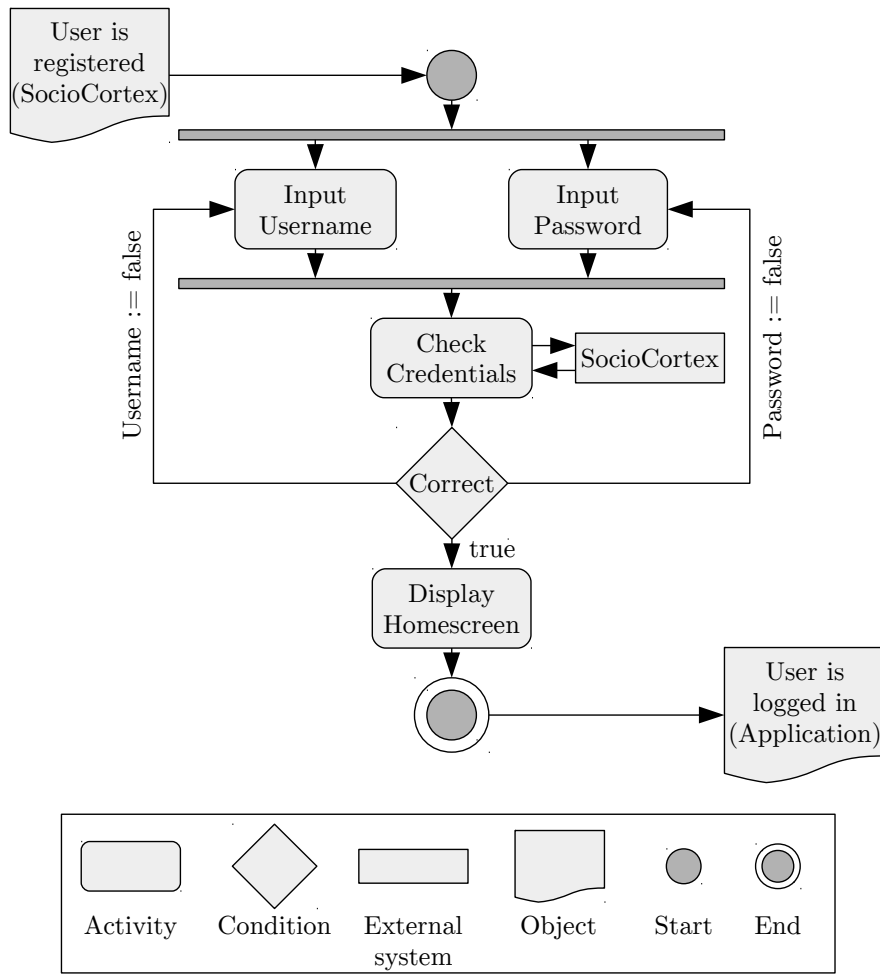 User is
registered
(SocioCortex)
Input
Username
Input
Password
Username := false
Password := false
Check
Credentials
SocioCortex
Correct
true
Display
Homescreen
User is
logged in
(Application)
Activity
Condition
External
system
Object
Start
End